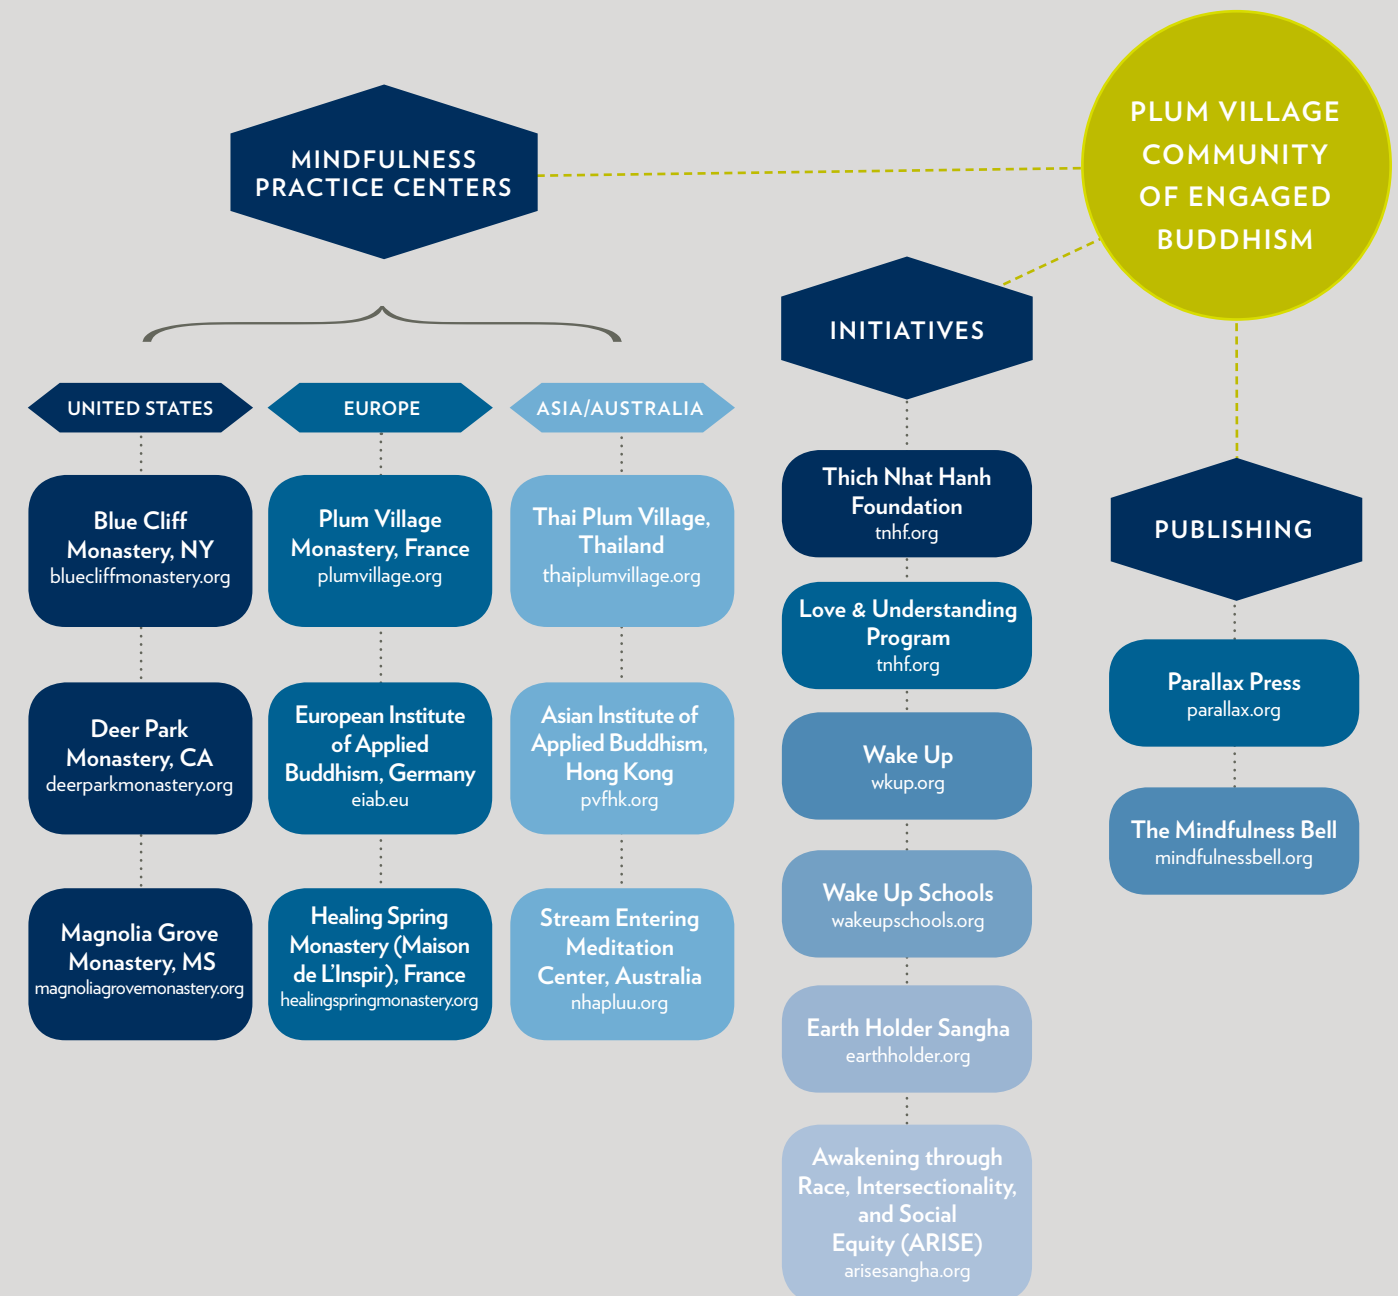 PLUM VILLAGE
COMMUNITY
OF ENGAGED
BUDDHISM
MINDFULNESS
PRACTICE CENTERS
UNITED STATES
Blue Cliff
Monastery, NY
bluecliffmonastery.org
Deer Park
Monastery, CA
deerparkmonastery.org
Magnolia Grove
Monastery, MS
magnoliagrovemonastery.org
EUROPE
Plum Village
Monastery, France
plumvillage.org
European Institute
of Applied
Buddhism, Germany
eiab.eu
Healing Spring
Monastery (Maison
de L'Inspir), France
healingspringmonastery.org
ASIA/AUSTRALIA
Thai Plum Village,
Thailand
thaiplumvillage.org
Asian Institute of
Applied Buddhism,
Hong Kong
pvfhk.org
Stream Entering
Meditation
Center, Australia
nhapluu.org
INITIATIVES
Thich Nhat Hanh
Foundation
tnhf.org
Love & Understanding
Program
tnhf.org
Wake Up
wkup.org
Wake Up Schools
wakeupschools.org
Earth Holder Sangha
earthholder.org
Awakening through
Race, Intersectionality,
and Social
Equity (ARISE)
arisesangha.org
PUBLISHING
Parallax Press
parallax.org
The Mindfulness Bell
mindfulnessbell.org